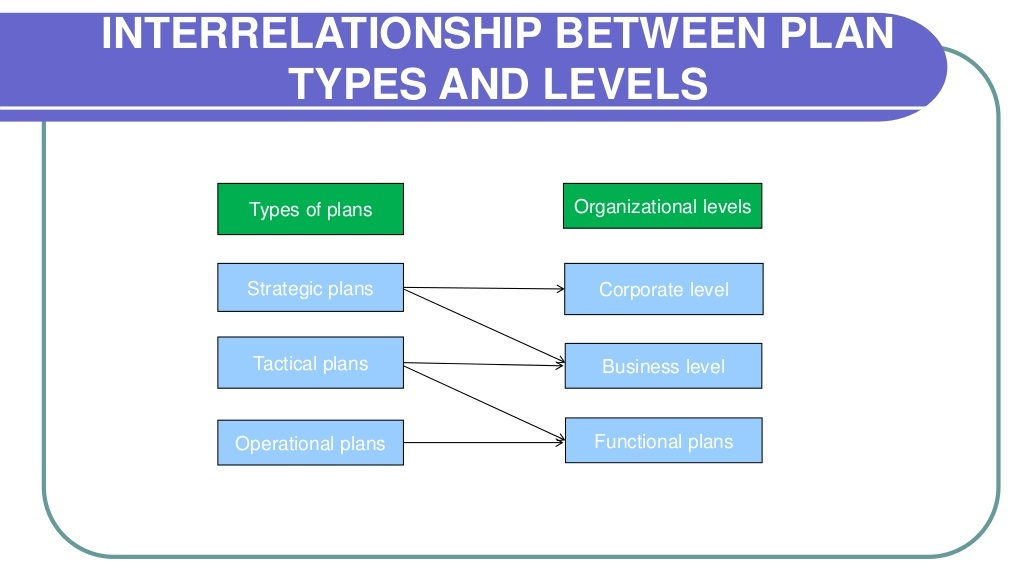 INTERRELATIONSHIP BETWEEN PLAN
TYPES AND LEVELS
Types of plans
Organizational levels
Strategic plans
Corporate level
Tactical plans
Business level
Operational plans
Functional plans